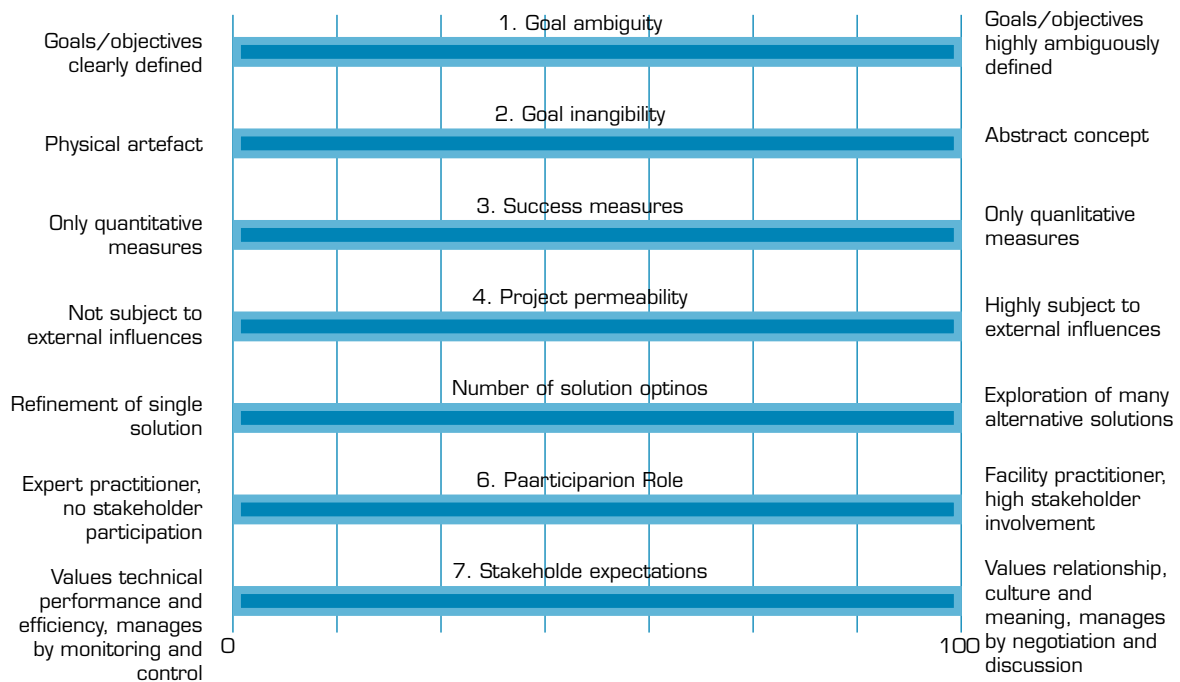 1. Goal ambiguity
Goals/objectives
clearly defined
Goals/objectives
highly ambiguously
defined
2. Goal inangibility
Physical artefact
Abstract concept
3. Success measures
Only quantitative
measures
Only quanlitative
measures
4. Project permeability
Not subject to
external influences
Highly subject to
external influences
Number of solution optinos
Refinement of single
solution
Exploration of many
alternative solutions
6. Paarticiparion Role
Expert practitioner,
no stakeholder
participation
Facility practitioner,
high stakeholder
involvement
7. Stakeholde expectations
Values technical
performance and
efficiency, manages
by monitoring and
control
Values relationship,
culture and
meaning, manages
by negotiation and
discussion
0
100